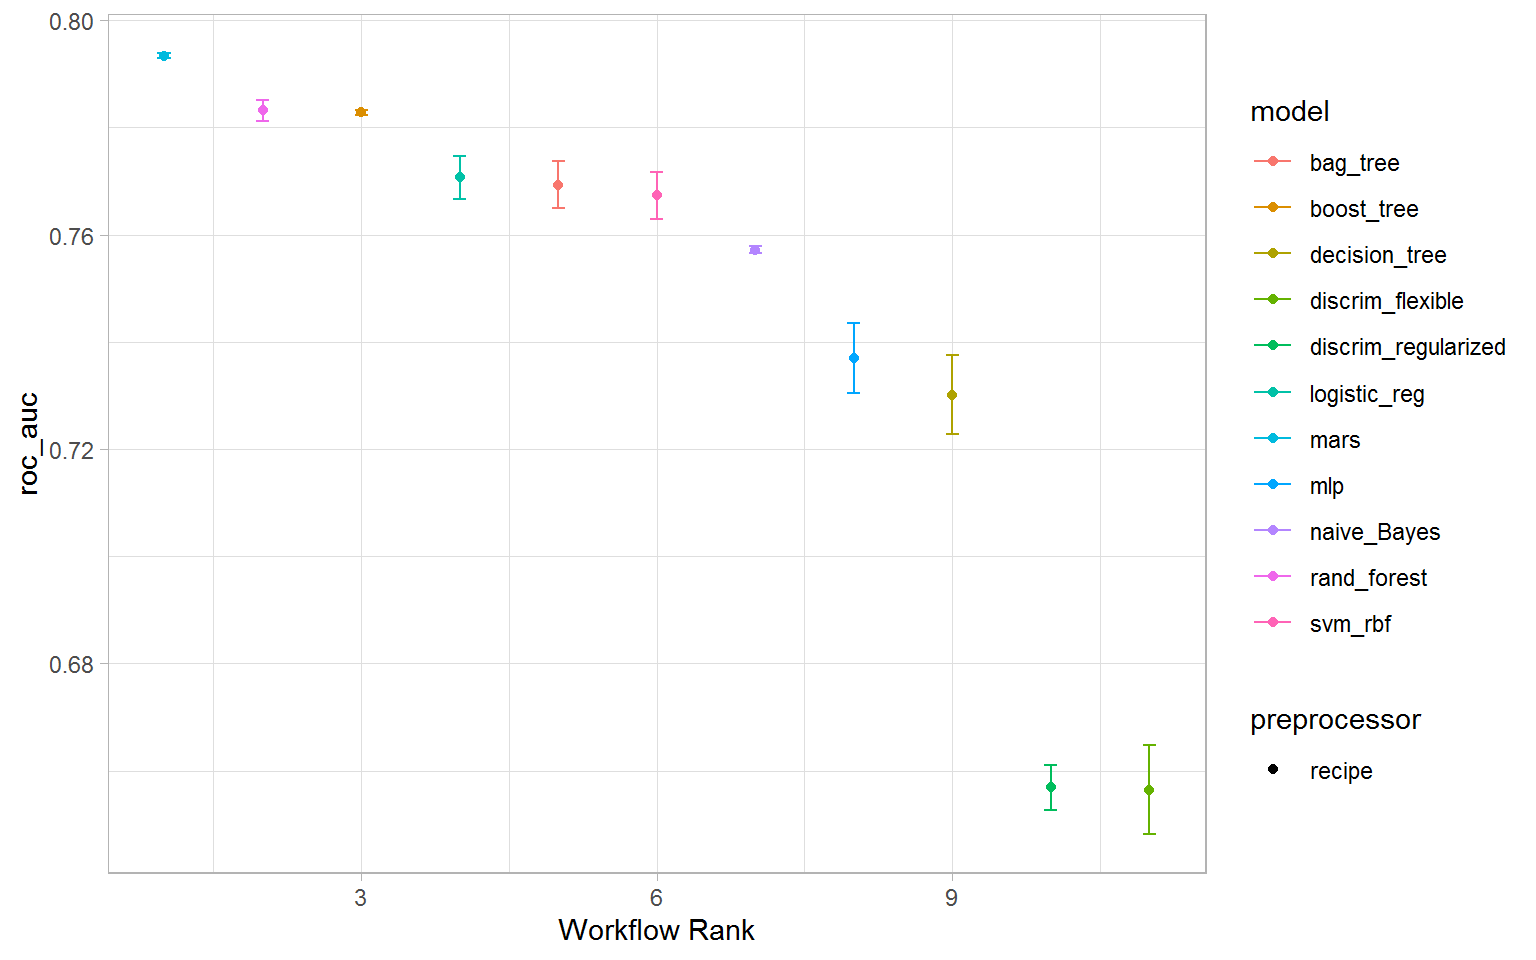 0.80
0.76
0.72
0.68
roc_auc
3
6
9
Workflow Rank
model
bag_tree
boost_tree
decision_tree
discrim_flexible
discrim_regularized
logistic_reg
mars
mlp
naive_Bayes
rand_forest
svm_rbf
preprocessor
recipe